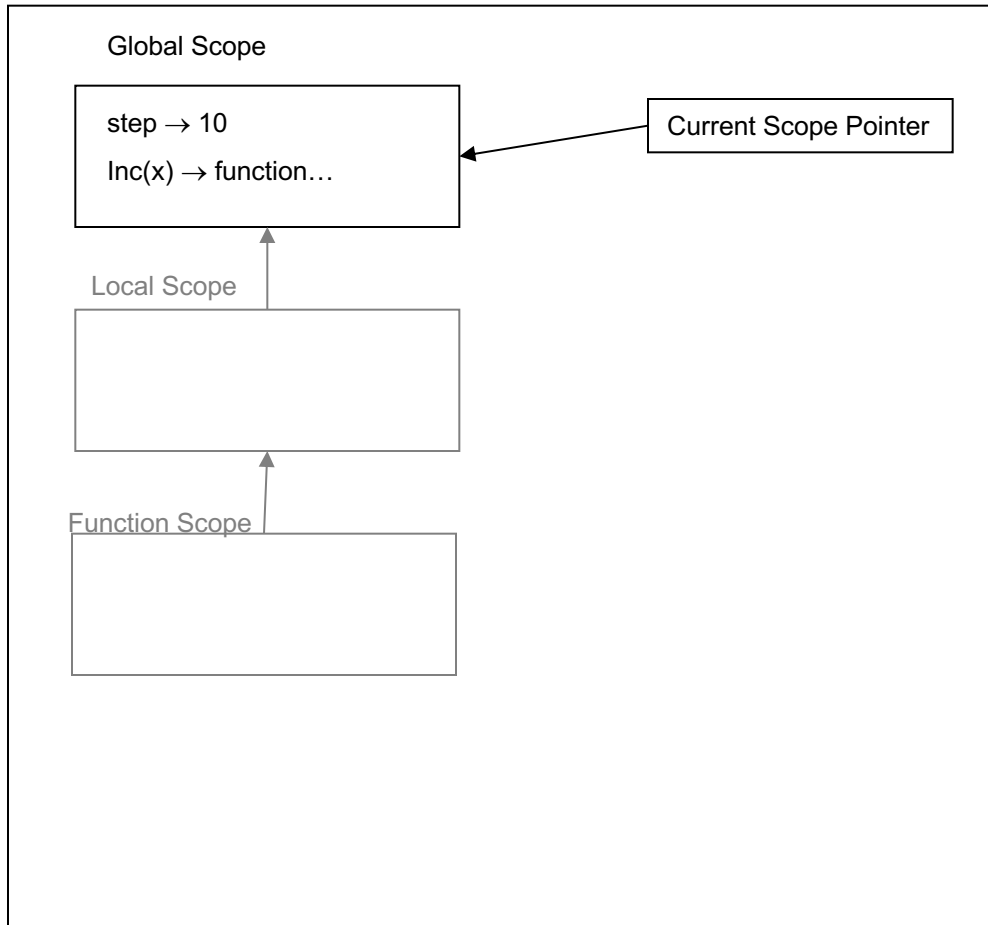 Global Scope
step → 10
Inc(x) → function…
Current Scope Pointer
Local Scope
Function Scope